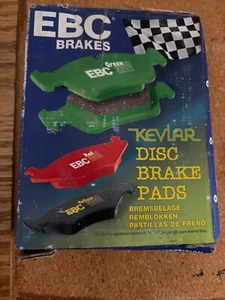 EBC
BRAKES
Green
EBC
Red
EBC
Yellow
EBC
KEVLAR
DISC
BRAKE
PADS
BREMSBELAGE
REMBLOKKEN
PASTILLAS DE FRENO